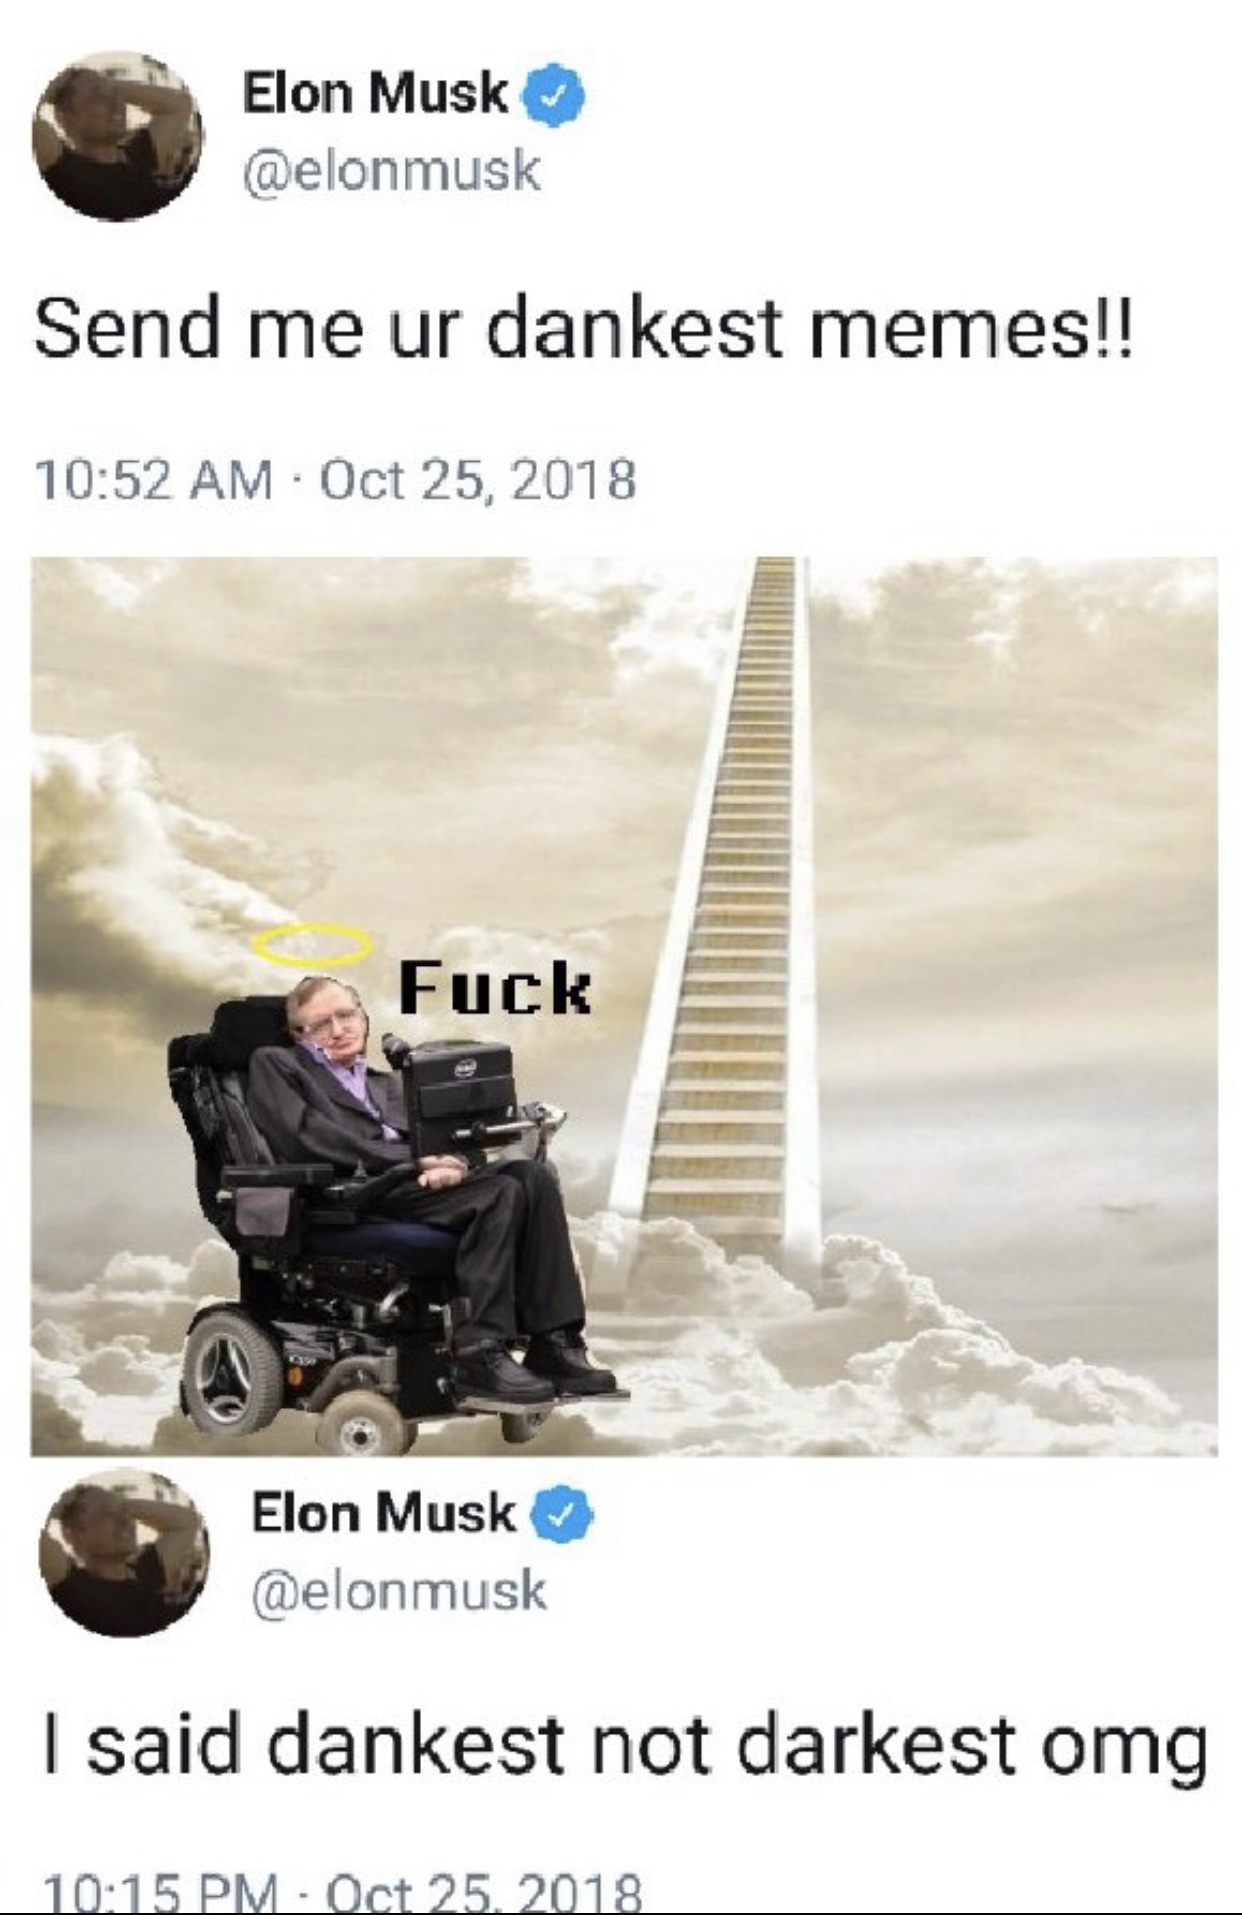 Elon Musk
@elonmusk
Send me ur dankest memes!!
10:52 AM · Oct 25, 2018
Fuck
Elon Musk
@elonmusk
I said dankest not darkest omg
10:15 PM · Oct 25, 2018